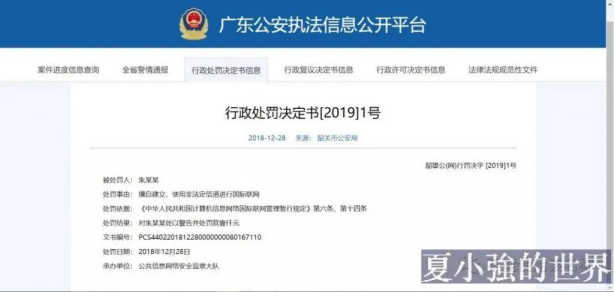 广东公安执法信息公开平台
案件进度信息查询 全省警情通报 行政处罚决定书信息 行政复议决定书信息 行政许可决定书信息 法律法规规范性文件
行政处罚决定书[2019]1号
2018-12-28 来源: 韶关市公安局
韶雄公(网)行罚决字 [2019]1号
被处罚人: 朱某某
处罚事由: 擅自建立、使用非法定信道进行国际联网
处罚依据: 《中华人民共和国计算机信息网络国际联网管理暂行规定》第六条、第十四条
处罚结果: 对朱某某处以警告并处罚款壹仟元
文书编号: PCS4402201812280000000080167110
处罚日期: 2018年12月28日
承办单位: 公共信息网络安全监察大队
夏小強的世界